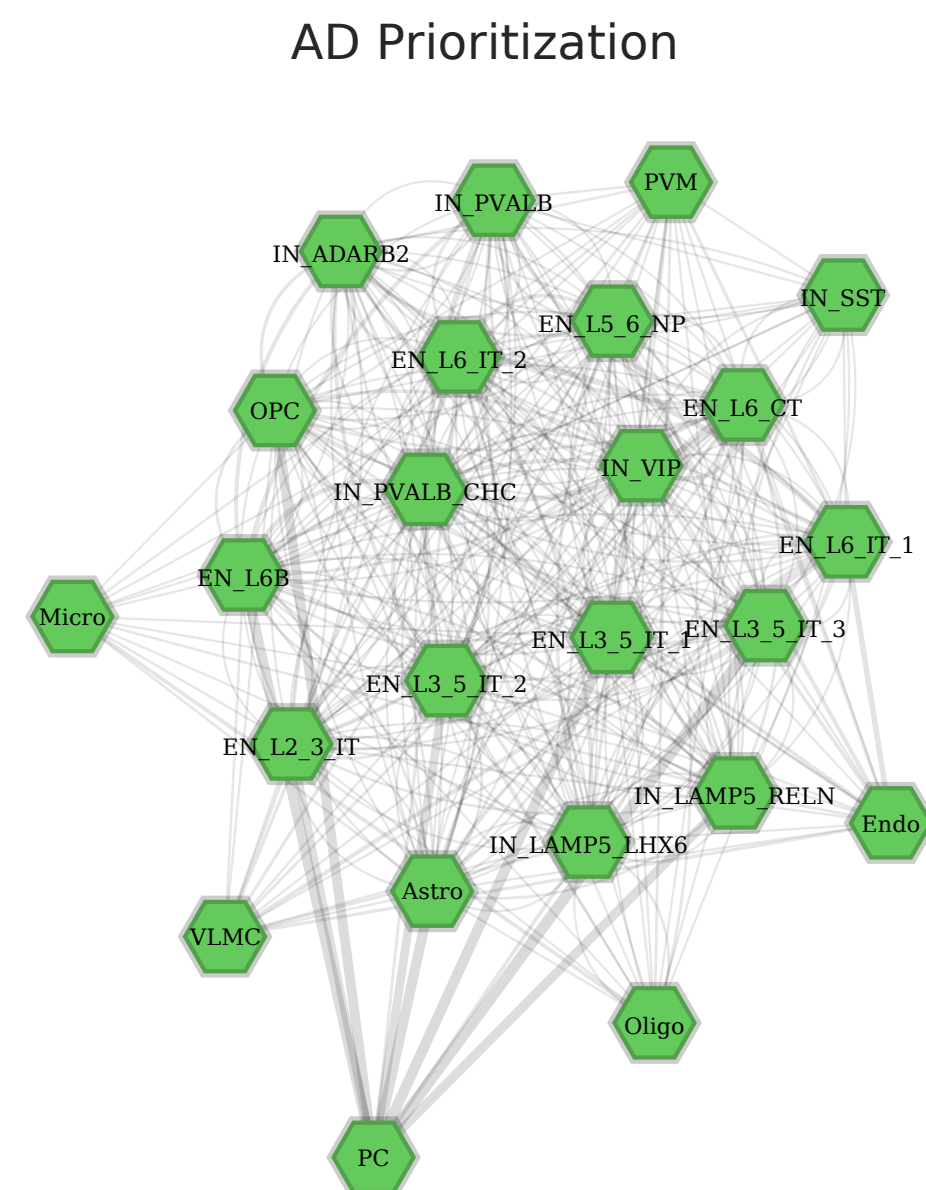 AD Prioritization
PVM
IN_PVALB
IN_ADARB2
IN_SST
EN_L5_6_NP
EN_L6_IT_2
EN_L6_CT
OPC
IN_VIP
IN_PVALB_CHC
EN_L6_IT_1
EN_L6B
Micro
EN_L3_5_IT_3
EN_L3_5_IT_1
EN_L3_5_IT_2
EN_L2_3_IT
IN_LAMP5_RELN
Endo
IN_LAMP5_LHX6
Astro
VLMC
Oligo
PC